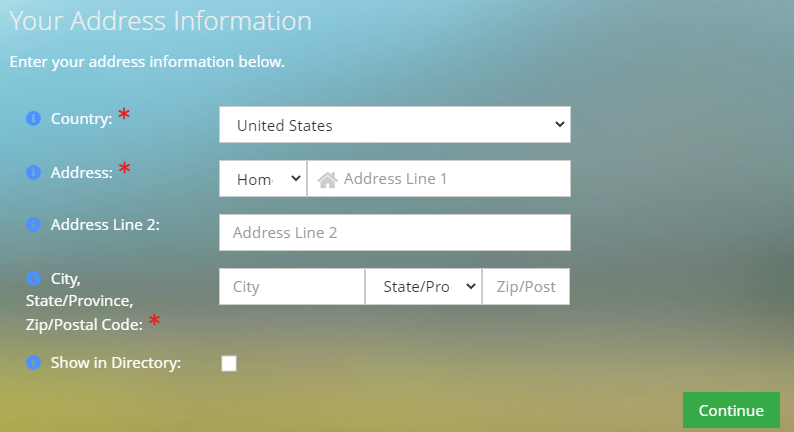 Your Address Information
Enter your address information below.
Country: *
United States
Address: *
Hom
Address Line 1
Address Line 2:
Address Line 2
City,
State/Province,
Zip/Postal Code: *
City
State/Pro
Zip/Post
Show in Directory:
Continue